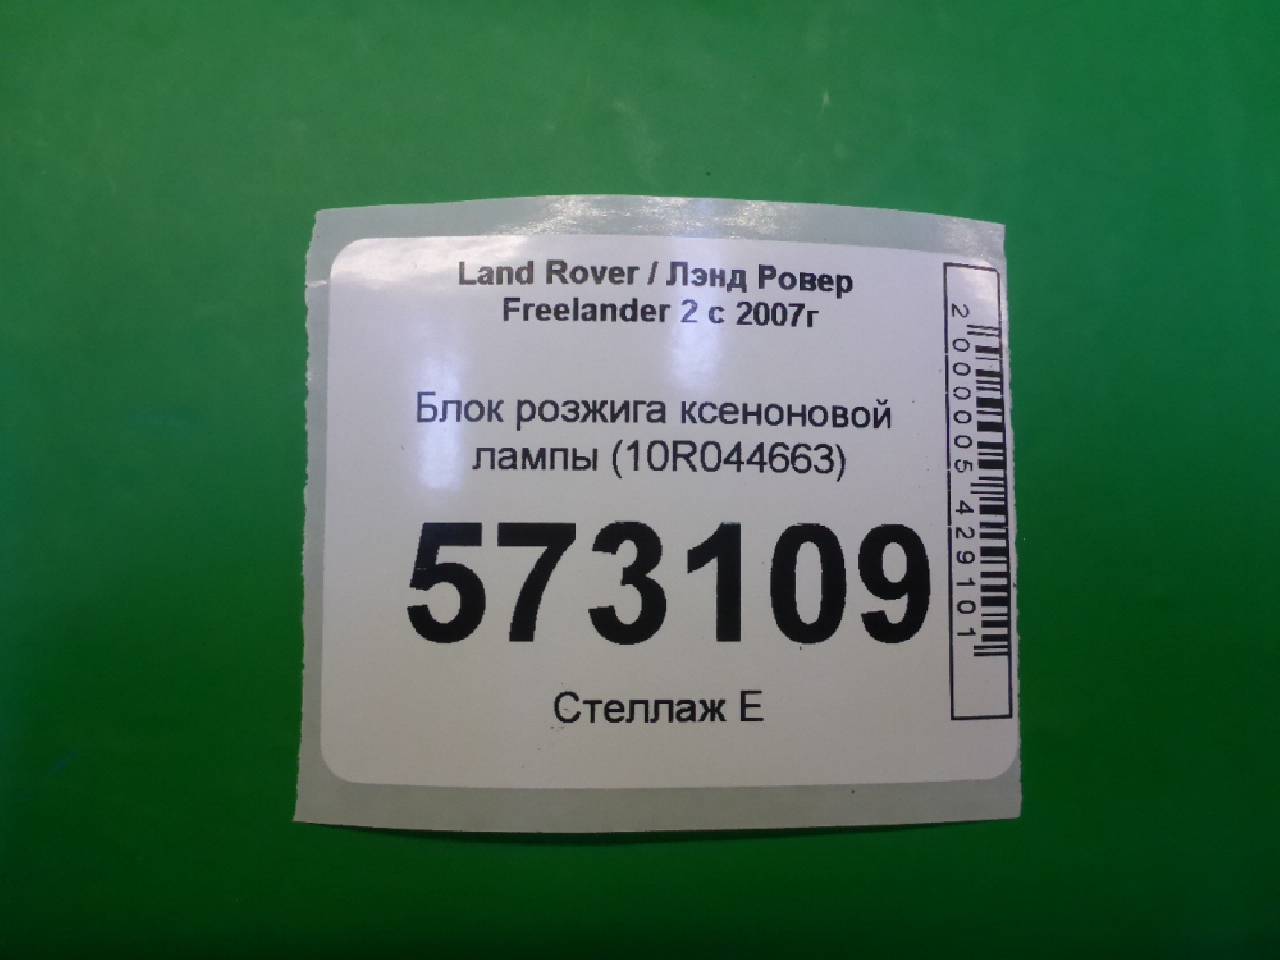 Land Rover / Лэнд Ровер
Freelander 2 с 2007г
Блок розжига ксеноновой
лампы (10R044663)
573109
Стеллаж Е
2000005429101